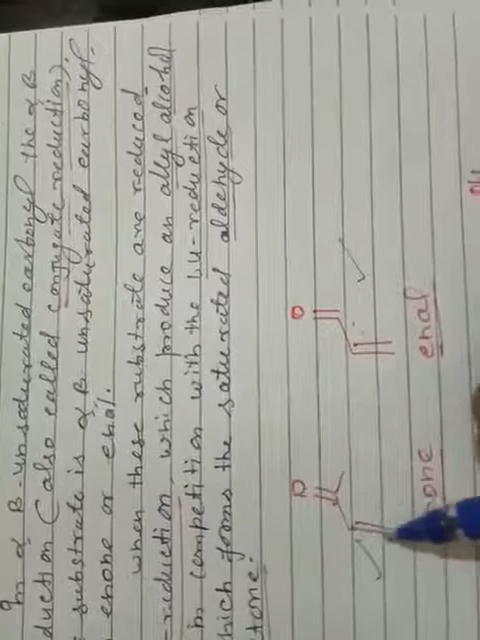 In α β-unsaturated carbonyl the α β
duction (also called conjugate reduction).
substrate is α β unsaturated carbonyl.
enone or enal.
when these substrate are reduced
-reduction, which produce an allyl alcohol
in competition with the 1,4-reduction
hich forms the saturated aldehyde or
tone.
O O
one enal